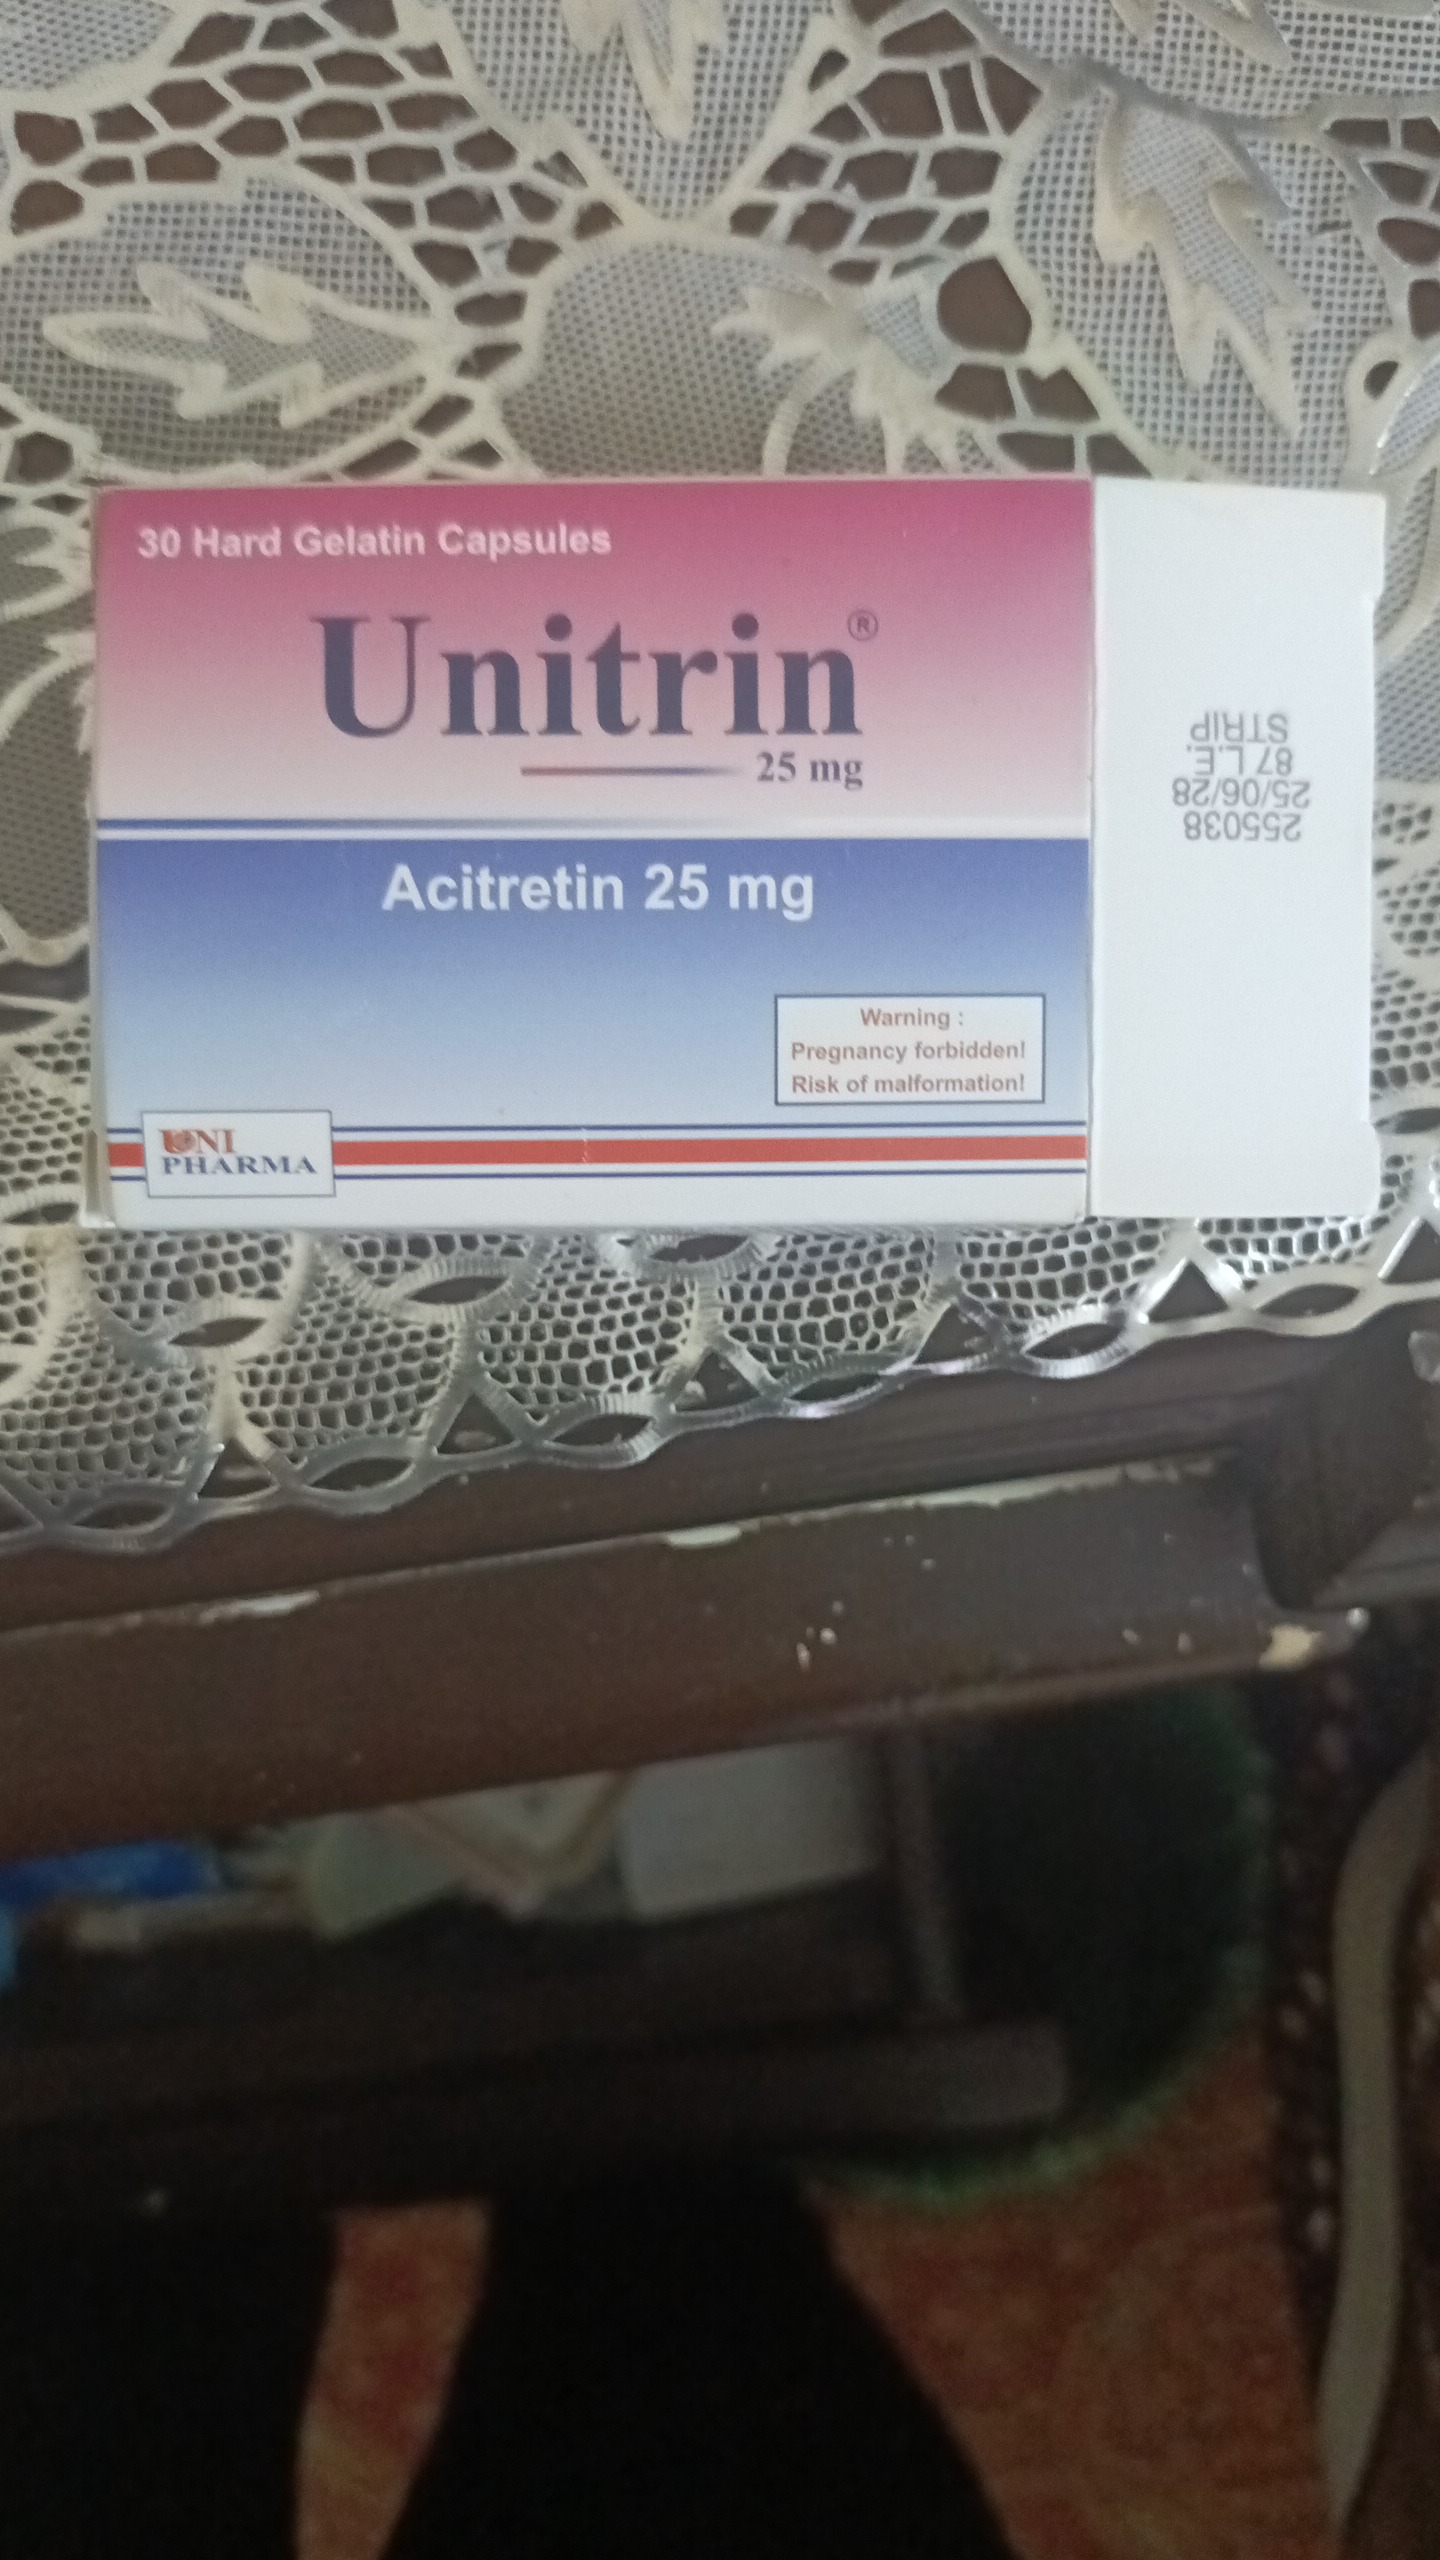 30 Hard Gelatin Capsules
Unitrin®
25 mg
Acitretin 25 mg
Warning :
Pregnancy forbidden!
Risk of malformation!
UNI
PHARMA
255038
25/06/28
87 L.E.
STRIP